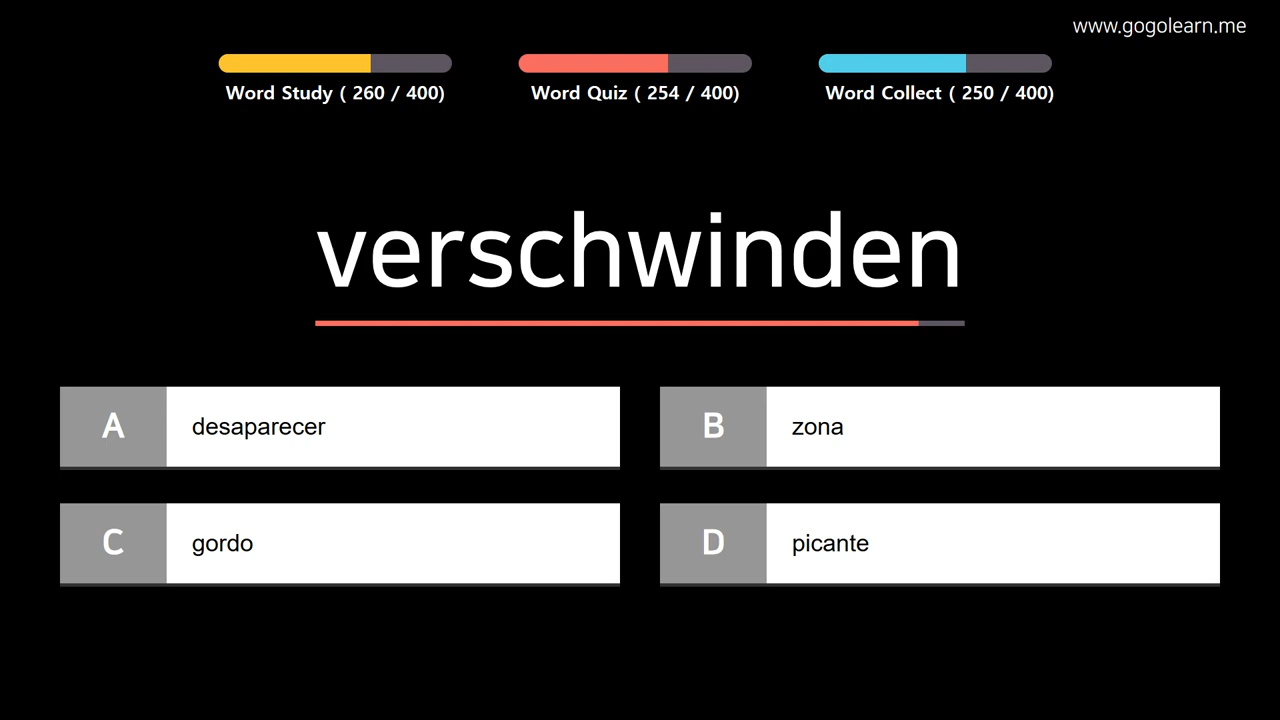 www.gogolearn.me
Word Study ( 260 / 400)
Word Quiz ( 254 / 400)
Word Collect ( 250 / 400)
verschwinden
A desaparecer
B zona
C gordo
D picante